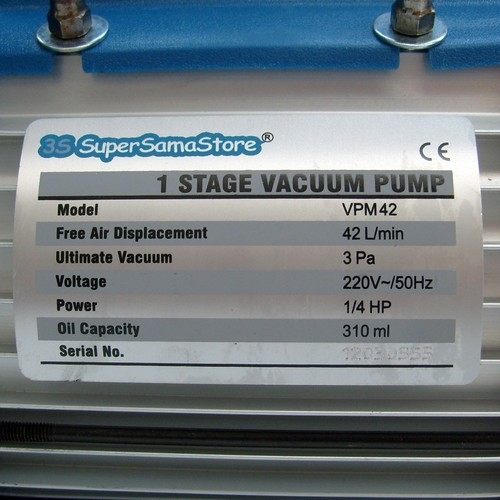 3S SuperSamaStore®
CE
1 STAGE VACUUM PUMP
Model VPM42
Free Air Displacement 42 L/min
Ultimate Vacuum 3 Pa
Voltage 220V~/50Hz
Power 1/4 HP
Oil Capacity 310 ml
Serial No.